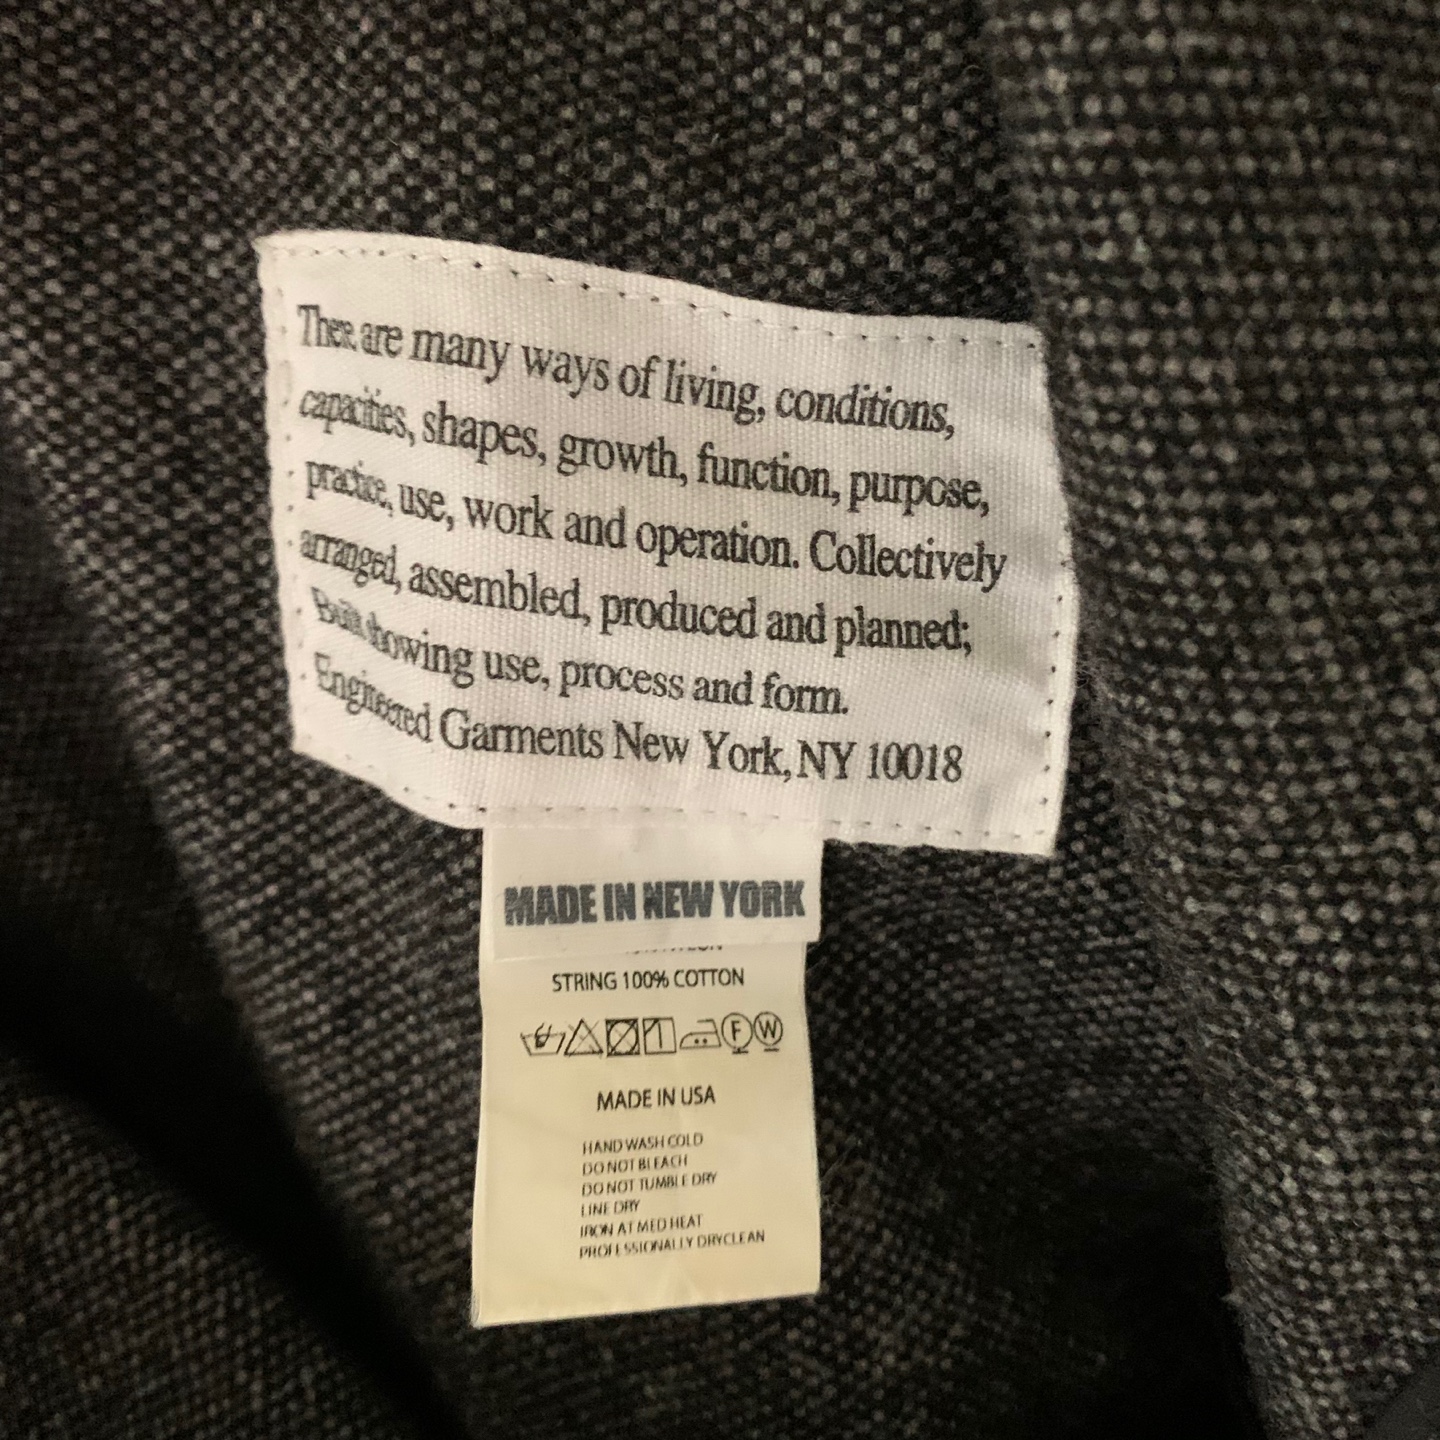 There are many ways of living, conditions,
capacities, shapes, growth, function, purpose,
practice, use, work and operation. Collectively
arranged, assembled, produced and planned;
Built showing use, process and form.
Engineered Garments New York, NY 10018
MADE IN NEW YORK
STRING 100% COTTON
F W
MADE IN USA
HAND WASH COLD
DO NOT BLEACH
DO NOT TUMBLE DRY
LINE DRY
IRON AT MED HEAT
PROFESSIONALLY DRYCLEAN